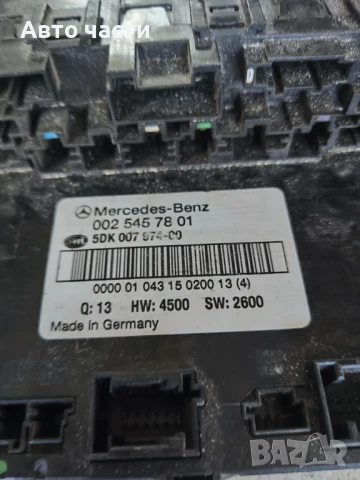 Авто части
Mercedes-Benz
002 545 78 01
5DK 007 974-00
0000 01 043 15 0200 13 (4)
Q: 13 HW: 4500 SW: 2600
Made in Germany
BAZAR